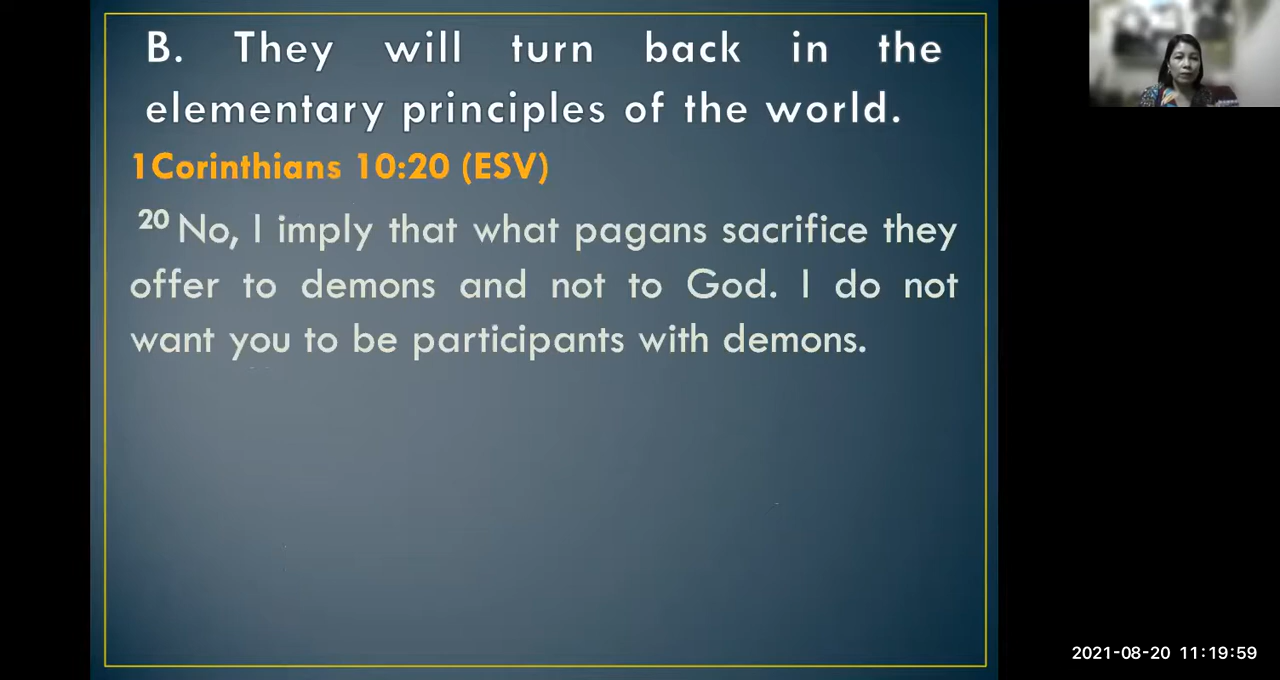 B. They will turn back in the
elementary principles of the world.
1Corinthians 10:20 (ESV)
20 No, I imply that what pagans sacrifice they
offer to demons and not to God. I do not
want you to be participants with demons.
2021-08-20 11:19:59